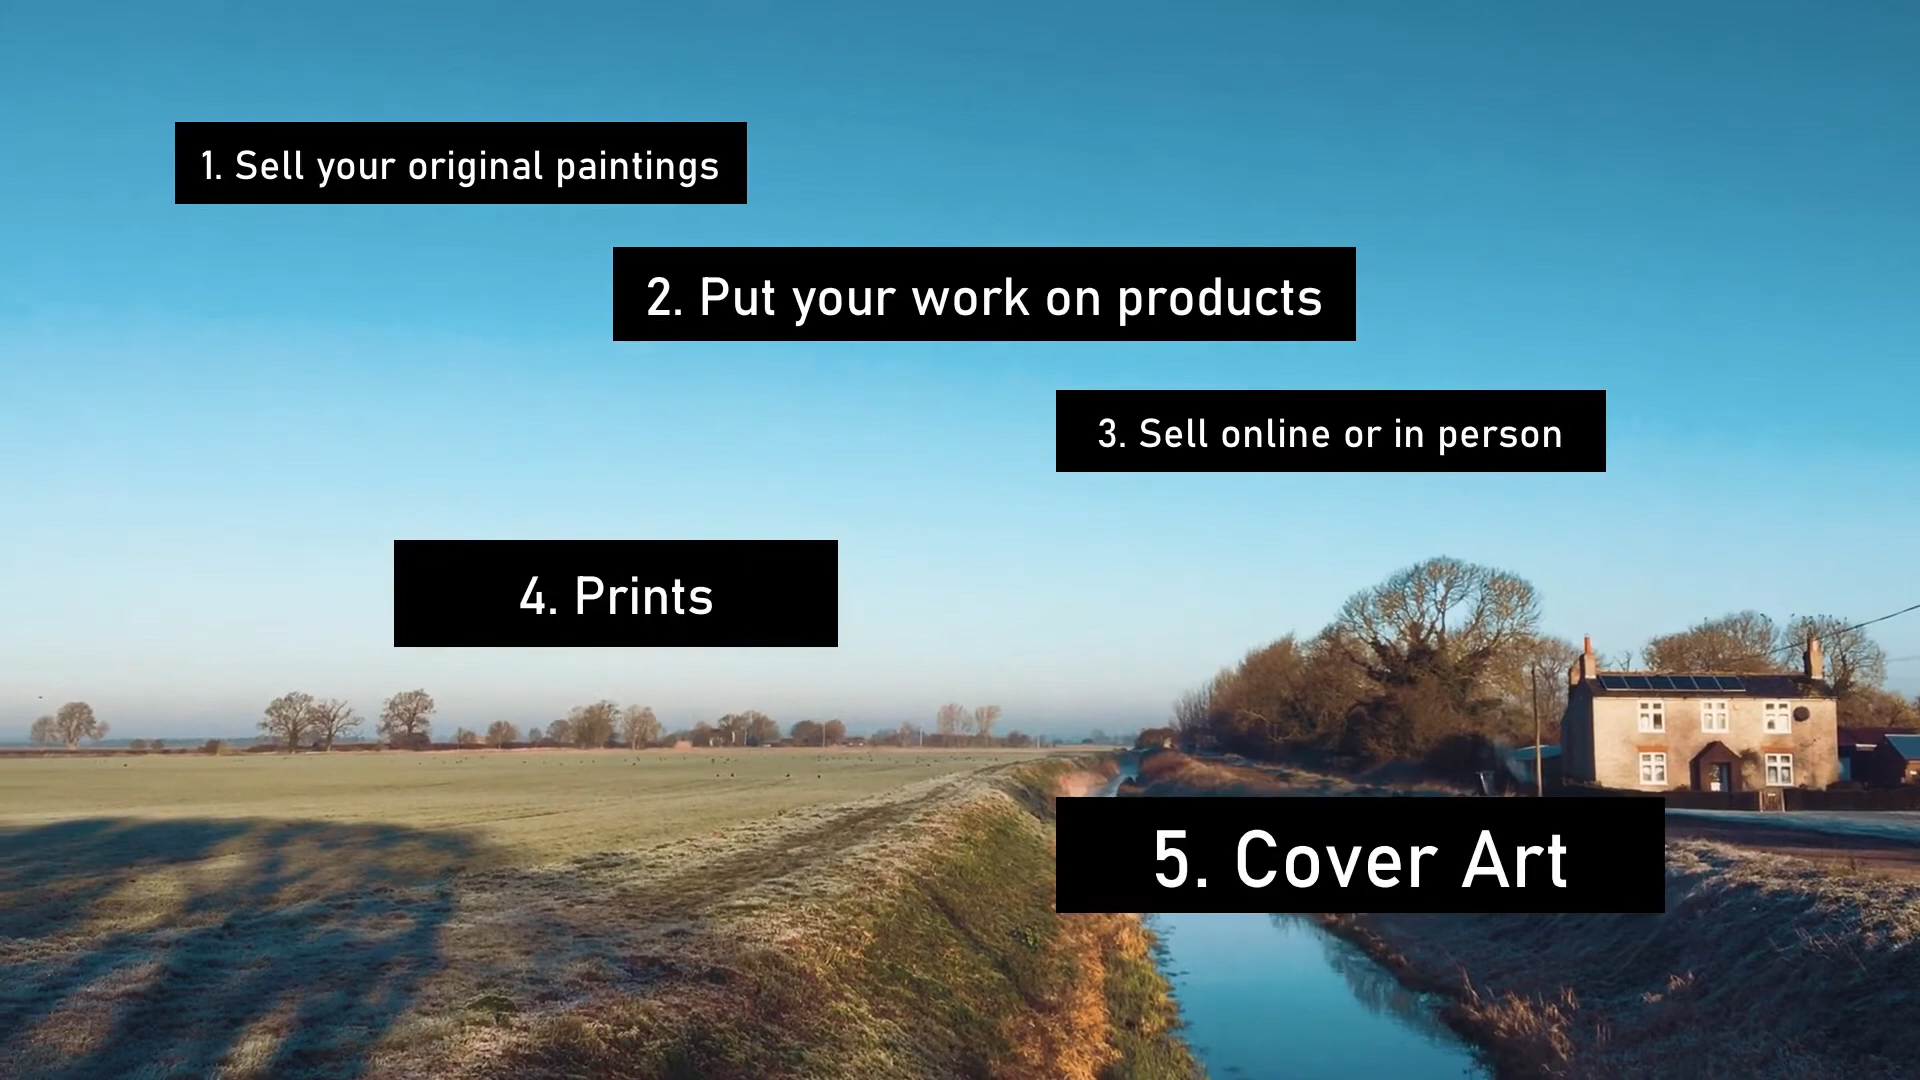 1. Sell your original paintings
2. Put your work on products
3. Sell online or in person
4. Prints
5. Cover Art